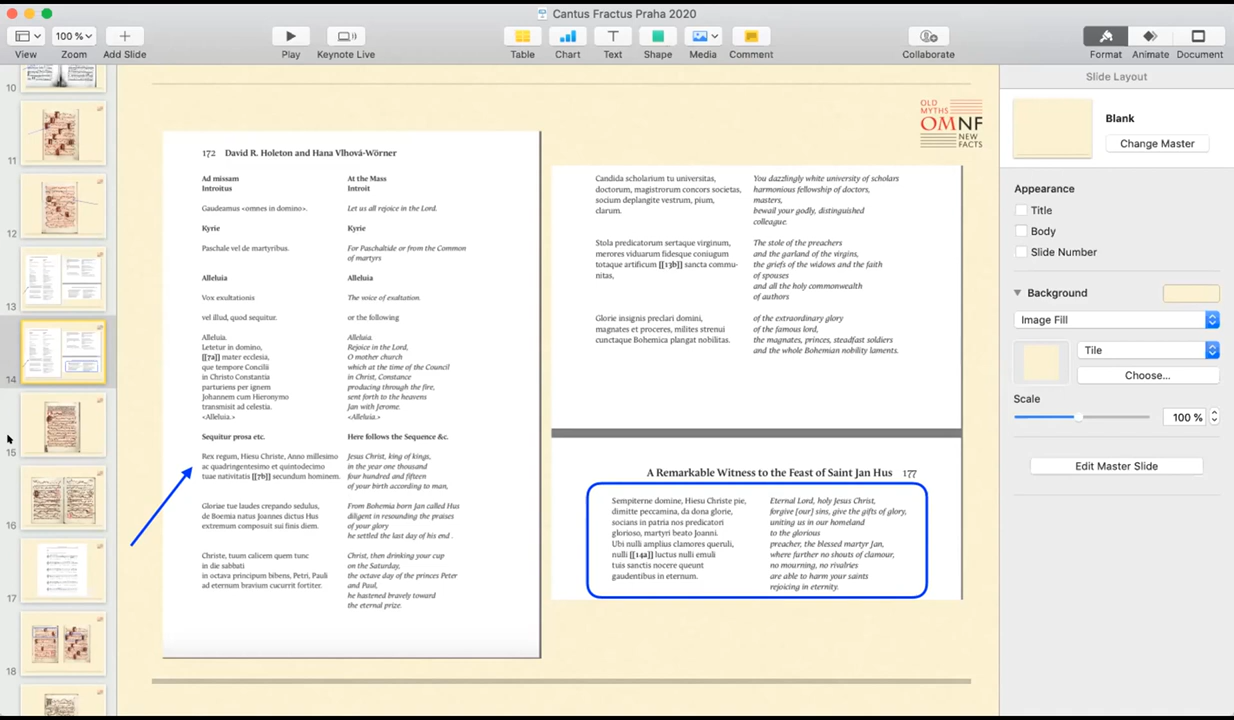 Cantus Fractus Praha 2020
View
100 %
Zoom
Add Slide
Play
Keynote Live
Table
Chart
Text
Shape
Media
Comment
Collaborate
Format
Animate
Document
10
11
12
13
14
15
16
17
18
OLD
MYTHS
OMNF
NEW
FACTS
172 David R. Holeton and Hana Vlhová-Wörner
Ad missam
Introitus
Gaudeamus <omnes in domino>.
Kyrie
Paschale vel de martyribus.
Alleluia
Vox exultationis
vel illud, quod sequitur.
Alleluia.
Letetur in domino,
[[7a]] mater ecclesia,
que tempore Concilii
in Christo Constantia
parturiens per ignem
Johannem cum Hieronymo
transmisit ad celestia.
<Alleluia.>
Sequitur prosa etc.
Rex regum, Hiesu Christe, Anno millesimo
ac quadringentesimo et quintodecimo
tuae nativitatis [[7b]] secundum hominem.
Gloriae tue laudes crepando sedulus,
de Boemia natus Joannes dictus Hus
extremum composuit sui finis diem.
Christe, tuum calicem quem tunc
in die sabbati
in octava principum bibens, Petri, Pauli
ad eternum bravium cucurrit fortiter.
At the Mass
Introit
Let us all rejoice in the Lord.
Kyrie
For Paschaltide or from the Common
of martyrs
Alleluia
The voice of exaltation.
or the following
Alleluia.
Rejoice in the Lord,
O mother church
which at the time of the Council
in Christ, Constance
producing through the fire,
sent forth to the heavens
Jan with Jerome.
<Alleluia.>
Here follows the Sequence &c.
Jesus Christ, king of kings,
in the year one thousand
four hundred and fifteen
of your birth according to man,
From Bohemia born Jan called Hus
diligent in resounding the praises
of your glory
he settled the last day of his end .
Christ, then drinking your cup
on the Saturday,
the octave day of the princes Peter
and Paul,
he hastened bravely toward
the eternal prize.
Candida scholarium tu universitas,
doctorum, magistrorum concors societas,
socium deplangite vestrum, pium,
clarum.
Stola predicatorum sertaque virginum,
merores viduarum fidesque coniugum
totaque artificum [[13b]] sancta commu-
nitas,
Glorie insignis preclari domini,
magnates et proceres, milites strenui
cunctaque Bohemica plangat nobilitas.
You dazzlingly white university of scholars
harmonious fellowship of doctors,
masters,
bewail your godly, distinguished
colleague.
The stole of the preachers
and the garland of the virgins,
the griefs of the widows and the faith
of spouses
and all the holy commonwealth
of authors
of the extraordinary glory
of the famous lord,
the magnates, princes, steadfast soldiers
and the whole Bohemian nobility laments.
A Remarkable Witness to the Feast of Saint Jan Hus 177
Sempiterne domine, Hiesu Christe pie,
dimitte peccamina, da dona glorie,
socians in patria nos predicatori
glorioso, martyri beato Joanni.
Ubi nulli amplius clamores queruli,
nulli [[14a]] luctus nulli emuli
tuis sanctis nocere queunt
gaudentibus in eternum.
Eternal Lord, holy Jesus Christ,
forgive [our] sins, give the gifts of glory,
uniting us in our homeland
to the glorious
preacher, the blessed martyr Jan,
where further no shouts of clamour,
no mourning, no rivalries
are able to harm your saints
rejoicing in eternity.
Slide Layout
Blank
Change Master
Appearance
Title
Body
Slide Number
Background
Image Fill
Tile
Choose...
Scale
100 %
Edit Master Slide